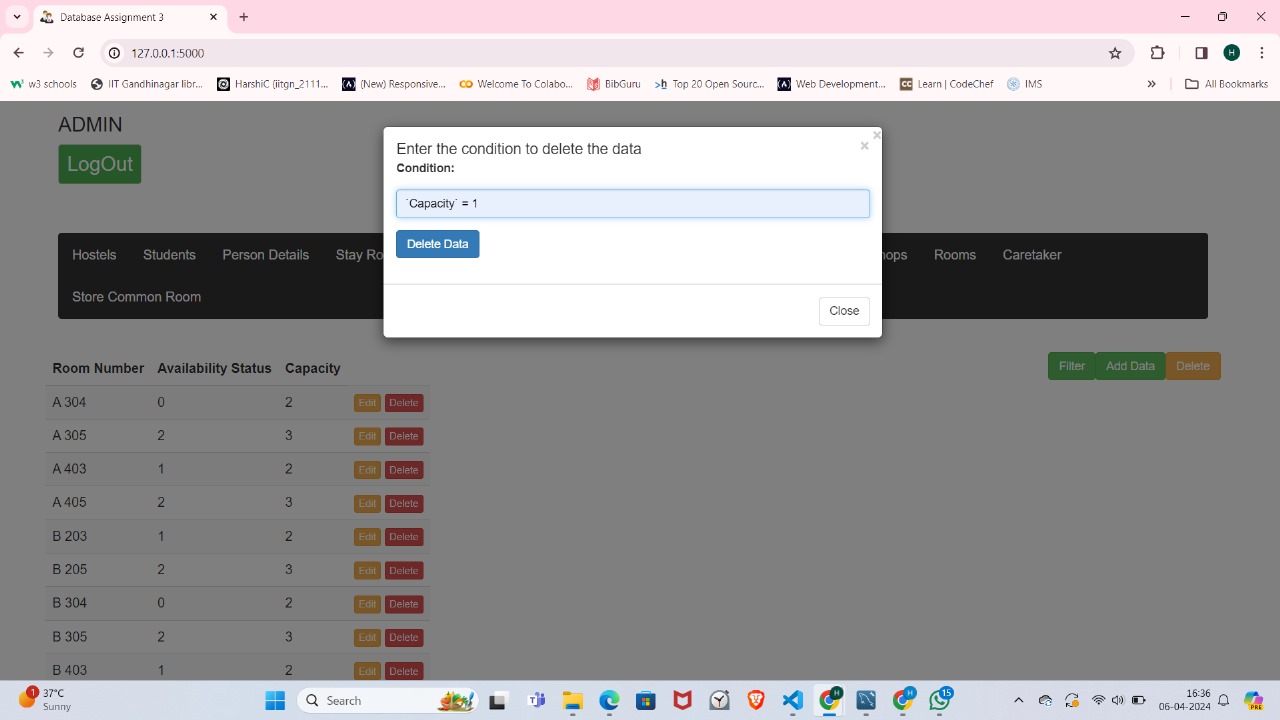 Database Assignment 3
127.0.0.1:5000
H
w3 schools
IIT Gandhinagar libr...
HarsiC (iitgn_2111...
(New) Responsive...
Welcome To Colabo...
BibGuru
Top 20 Open Sourc...
Web Development...
Learn | CodeChef
IMS
»
All Bookmarks
ADMIN
LogOut
Enter the condition to delete the data
×
×
Condition:
`Capacity` = 1
Delete Data
Close
Hostels Students Person Details Stay Ro
ops Rooms Caretaker
Store Common Room
Filter Add Data Delete
Room Number Availability Status Capacity
A 304 0 2 Edit Delete
A 305 2 3 Edit Delete
A 403 1 2 Edit Delete
A 405 2 3 Edit Delete
B 203 1 2 Edit Delete
B 205 2 3 Edit Delete
B 304 0 2 Edit Delete
B 305 2 3 Edit Delete
B 403 1 2 Edit Delete
1
37°C
Sunny
Search
H
H
15
16:36
06-04-2024
PRE